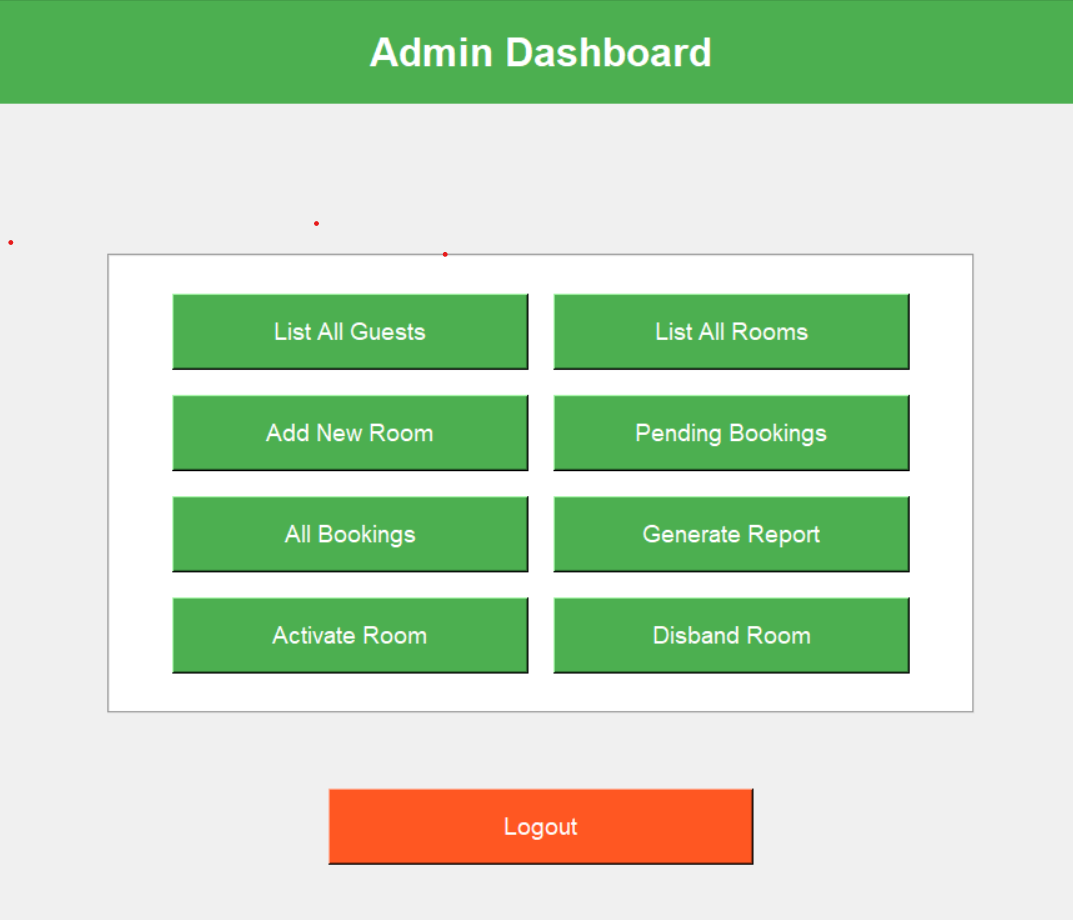 Admin Dashboard
List All Guests
List All Rooms
Add New Room
Pending Bookings
All Bookings
Generate Report
Activate Room
Disband Room
Logout